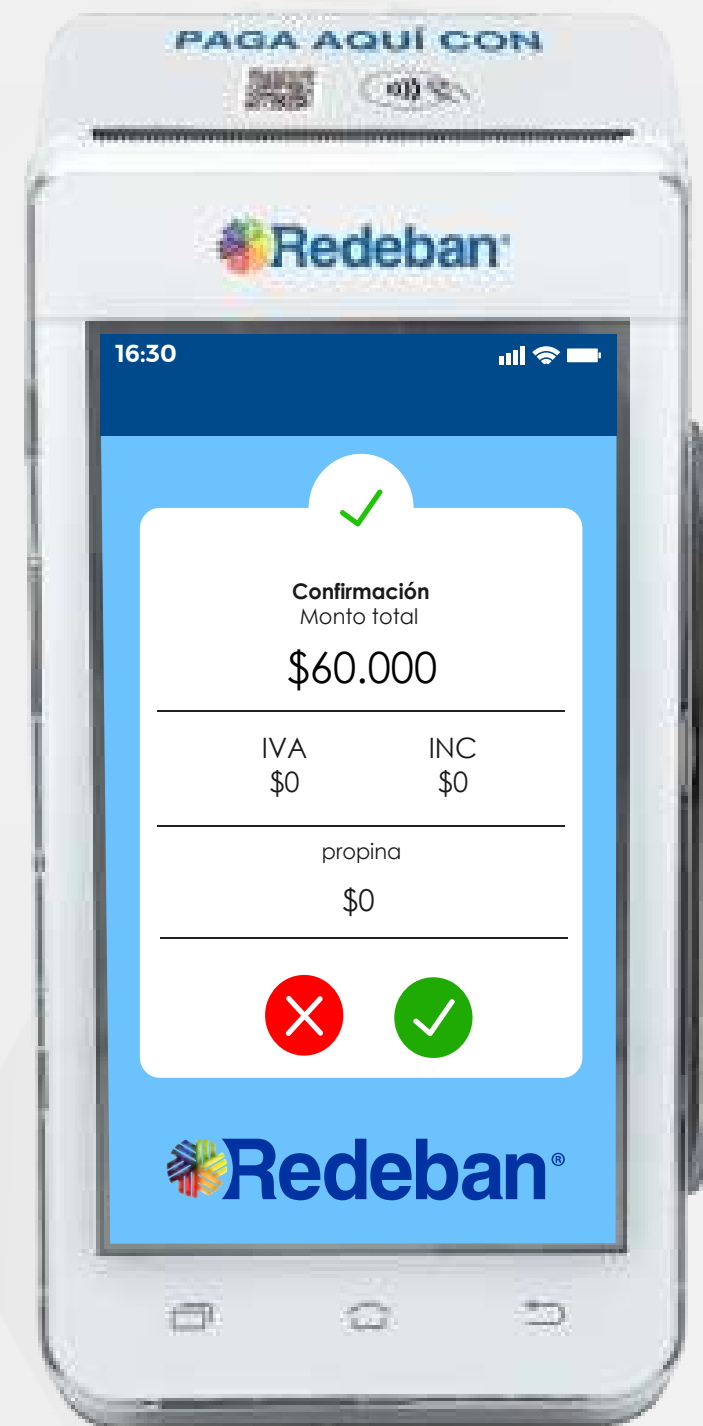 PAGA AQUÍ CON
Redeban
16:30
Confirmación
Monto total
$60.000
IVA INC
$0 $0
propina
$0
Redeban®